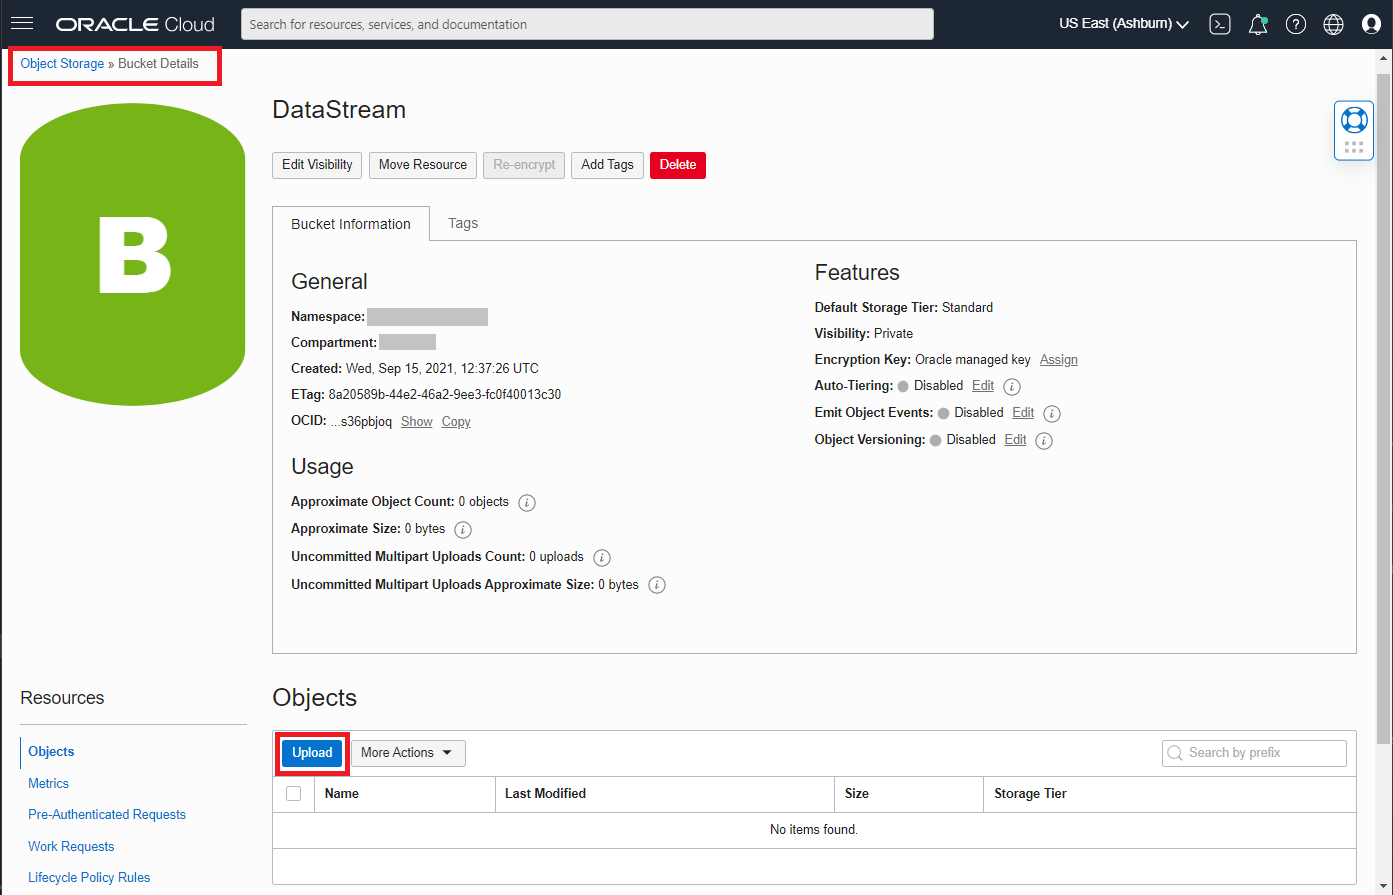 ORACLE Cloud
Search for resources, services, and documentation
US East (Ashburn)
Object Storage » Bucket Details
B
DataStream
Edit Visibility
Move Resource
Re-encrypt
Add Tags
Delete
Bucket Information
Tags
General
Namespace:
Compartment:
Created: Wed, Sep 15, 2021, 12:37:26 UTC
ETag: 8a20589b-44e2-46a2-9ee3-fc0f40013c30
OCID: ...s36pbjoq Show Copy
Usage
Approximate Object Count: 0 objects
Approximate Size: 0 bytes
Uncommitted Multipart Uploads Count: 0 uploads
Uncommitted Multipart Uploads Approximate Size: 0 bytes
Features
Default Storage Tier: Standard
Visibility: Private
Encryption Key: Oracle managed key Assign
Auto-Tiering: Disabled Edit
Emit Object Events: Disabled Edit
Object Versioning: Disabled Edit
Resources
Objects
Metrics
Pre-Authenticated Requests
Work Requests
Lifecycle Policy Rules
Objects
Upload
More Actions
Search by prefix
Name
Last Modified
Size
Storage Tier
No items found.